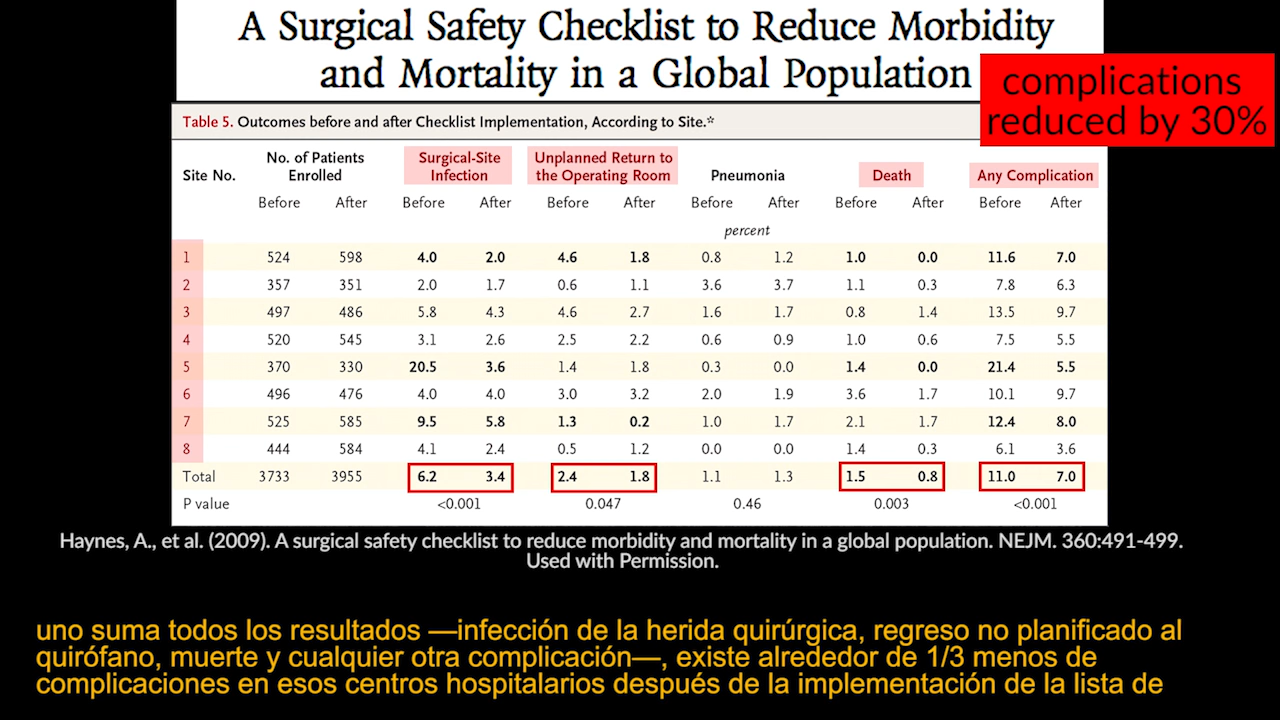 A Surgical Safety Checklist to Reduce Morbidity
and Mortality in a Global Population
complications
reduced by 30%
Table 5. Outcomes before and after Checklist Implementation, According to Site.*
Site No. No. of Patients Enrolled Surgical-Site Infection Unplanned Return to the Operating Room Pneumonia Death Any Complication
Before After Before After Before After Before After Before After Before After
percent
1 524 598 4.0 2.0 4.6 1.8 0.8 1.2 1.0 0.0 11.6 7.0
2 357 351 2.0 1.7 0.6 1.1 3.6 3.7 1.1 0.3 7.8 6.3
3 497 486 5.8 4.3 4.6 2.7 1.6 1.7 0.8 1.4 13.5 9.7
4 520 545 3.1 2.6 2.5 2.2 0.6 0.9 1.0 0.6 7.5 5.5
5 370 330 20.5 3.6 1.4 1.8 0.3 0.0 1.4 0.0 21.4 5.5
6 496 476 4.0 4.0 3.0 3.2 2.0 1.9 3.6 1.7 10.1 9.7
7 525 585 9.5 5.8 1.3 0.2 1.0 1.7 2.1 1.7 12.4 8.0
8 444 584 4.1 2.4 0.5 1.2 0.0 0.0 1.4 0.3 6.1 3.6
Total 3733 3955 6.2 3.4 2.4 1.8 1.1 1.3 1.5 0.8 11.0 7.0
P value <0.001 0.047 0.46 0.003 <0.001
Haynes, A., et al. (2009). A surgical safety checklist to reduce morbidity and mortality in a global population. NEJM. 360:491-499.
Used with Permission.
uno suma todos los resultados —infección de la herida quirúrgica, regreso no planificado al
quirófano, muerte y cualquier otra complicación—, existe alrededor de 1/3 menos de
complicaciones en esos centros hospitalarios después de la implementación de la lista de